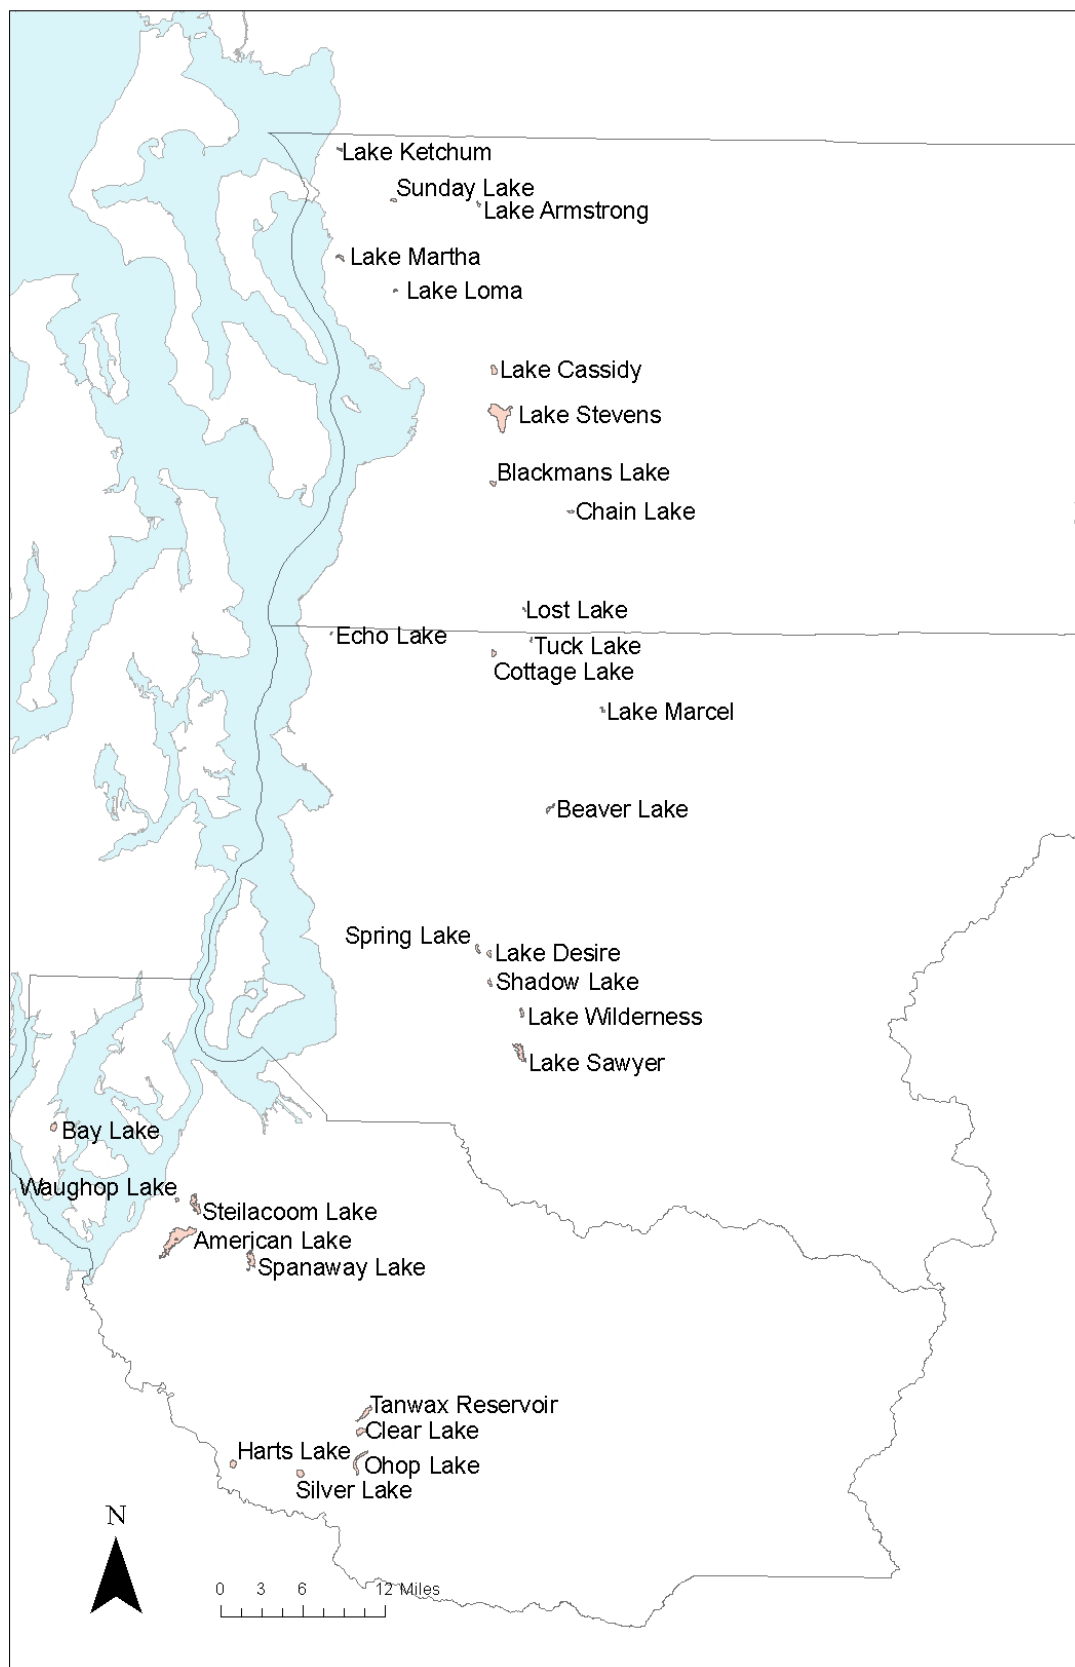 Lake Ketchum
Sunday Lake
Lake Armstrong
Lake Martha
Lake Loma
Lake Cassidy
Lake Stevens
Blackmans Lake
Chain Lake
Lost Lake
Echo Lake
Tuck Lake
Cottage Lake
Lake Marcel
Beaver Lake
Spring Lake
Lake Desire
Shadow Lake
Lake Wilderness
Lake Sawyer
Bay Lake
Waughop Lake
Steilacoom Lake
American Lake
Spanaway Lake
Tanwax Reservoir
Clear Lake
Harts Lake
Ohop Lake
Silver Lake
N
0 3 6 12 Miles